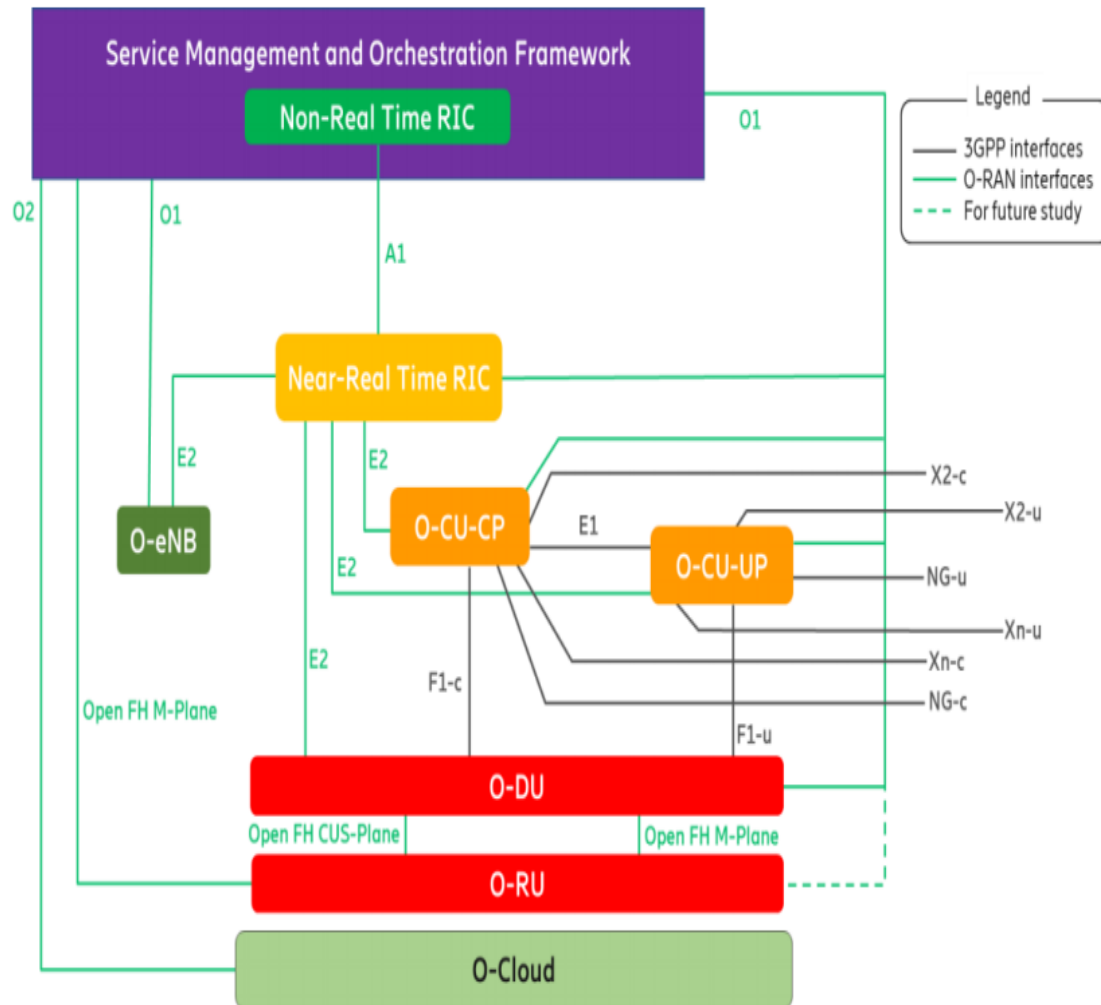 Service Management and Orchestration Framework
Non-Real Time RIC
O1
Legend
3GPP interfaces
O-RAN interfaces
For future study
O2
O1
A1
Near-Real Time RIC
E2
E2
O-eNB
O-CU-CP
E1
O-CU-UP
X2-c
X2-u
NG-u
Xn-u
Xn-c
NG-c
E2
E2
F1-c
F1-u
Open FH M-Plane
O-DU
Open FH CUS-Plane
Open FH M-Plane
O-RU
O-Cloud